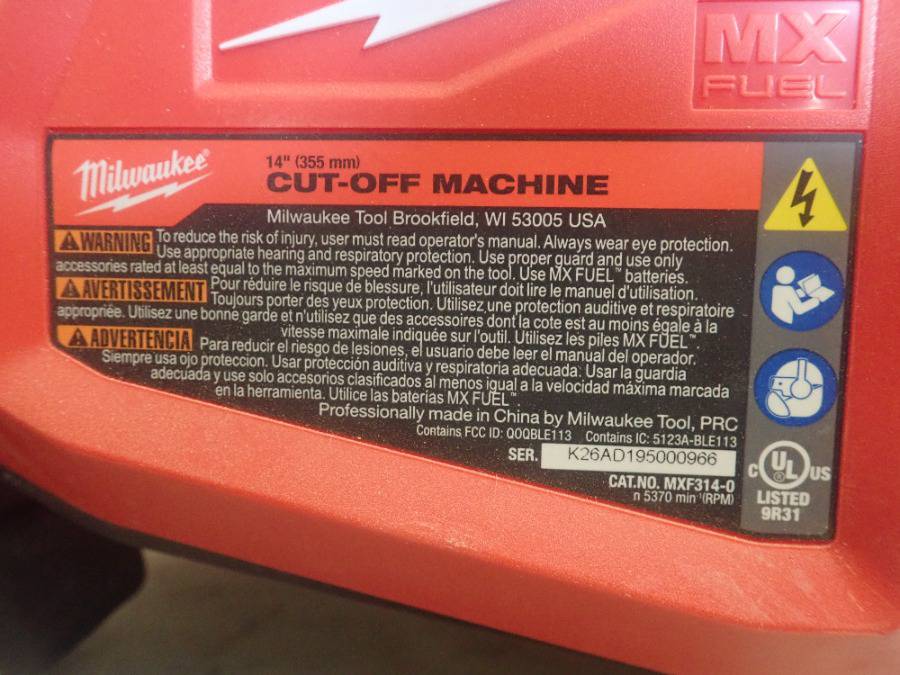 MX
FUEL
Milwaukee
14" (355 mm)
CUT-OFF MACHINE
Milwaukee Tool Brookfield, WI 53005 USA
WARNING To reduce the risk of injury, user must read operator's manual. Always wear eye protection.
Use appropriate hearing and respiratory protection. Use proper guard and use only
accessories rated at least equal to the maximum speed marked on the tool. Use MX FUEL™ batteries.
AVERTISSEMENT Pour réduire le risque de blessure, l'utilisateur doit lire le manuel d'utilisation.
Toujours porter des yeux protection. Utilisez une protection auditive et respiratoire
appropriée. Utilisez une bonne garde et n'utilisez que des accessoires dont la cote est au moins égale à la
vitesse maximale indiquée sur l'outil. Utilisez les piles MX FUEL™.
ADVERTENCIA Para reducir el riesgo de lesiones, el usuario debe leer el manual del operador.
Siempre usa ojo proteccion. Usar protección auditiva y respiratoria adecuada. Usar la guardia
adecuada y use solo accesorios clasificados al menos igual a la velocidad máxima marcada
en la herramienta. Utilice las baterías MX FUEL™.
Professionally made in China by Milwaukee Tool, PRC
Contains FCC ID: QOQBLE113 Contains IC: 5123A-BLE113
SER. K26AD195000966
CAT.NO. MXF314-0
n 5370 min⁻¹(RPM)
C UL US
LISTED
9R31